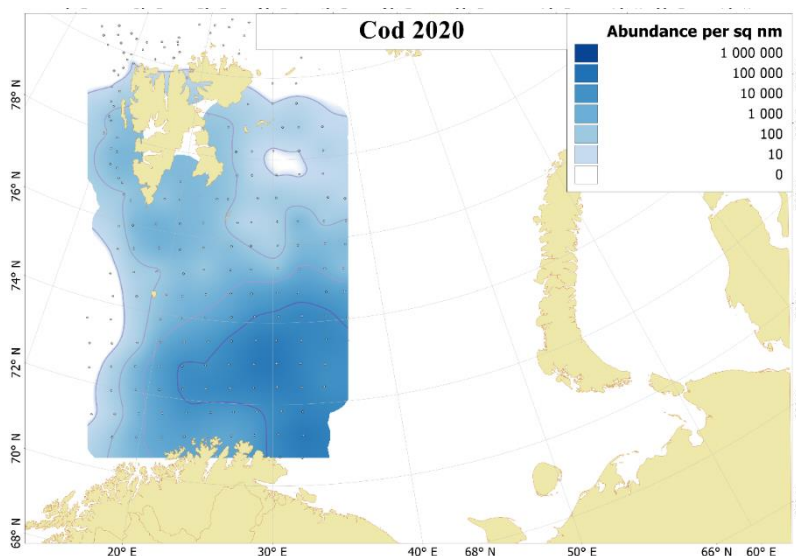 Cod 2020
Abundance per sq nm
1 000 000
100 000
10 000
1 000
100
10
0
78° N
76° N
74° N
72° N
70° N
68° N
20° E
30° E
40° E
68° N
50° E
66° N
60° E